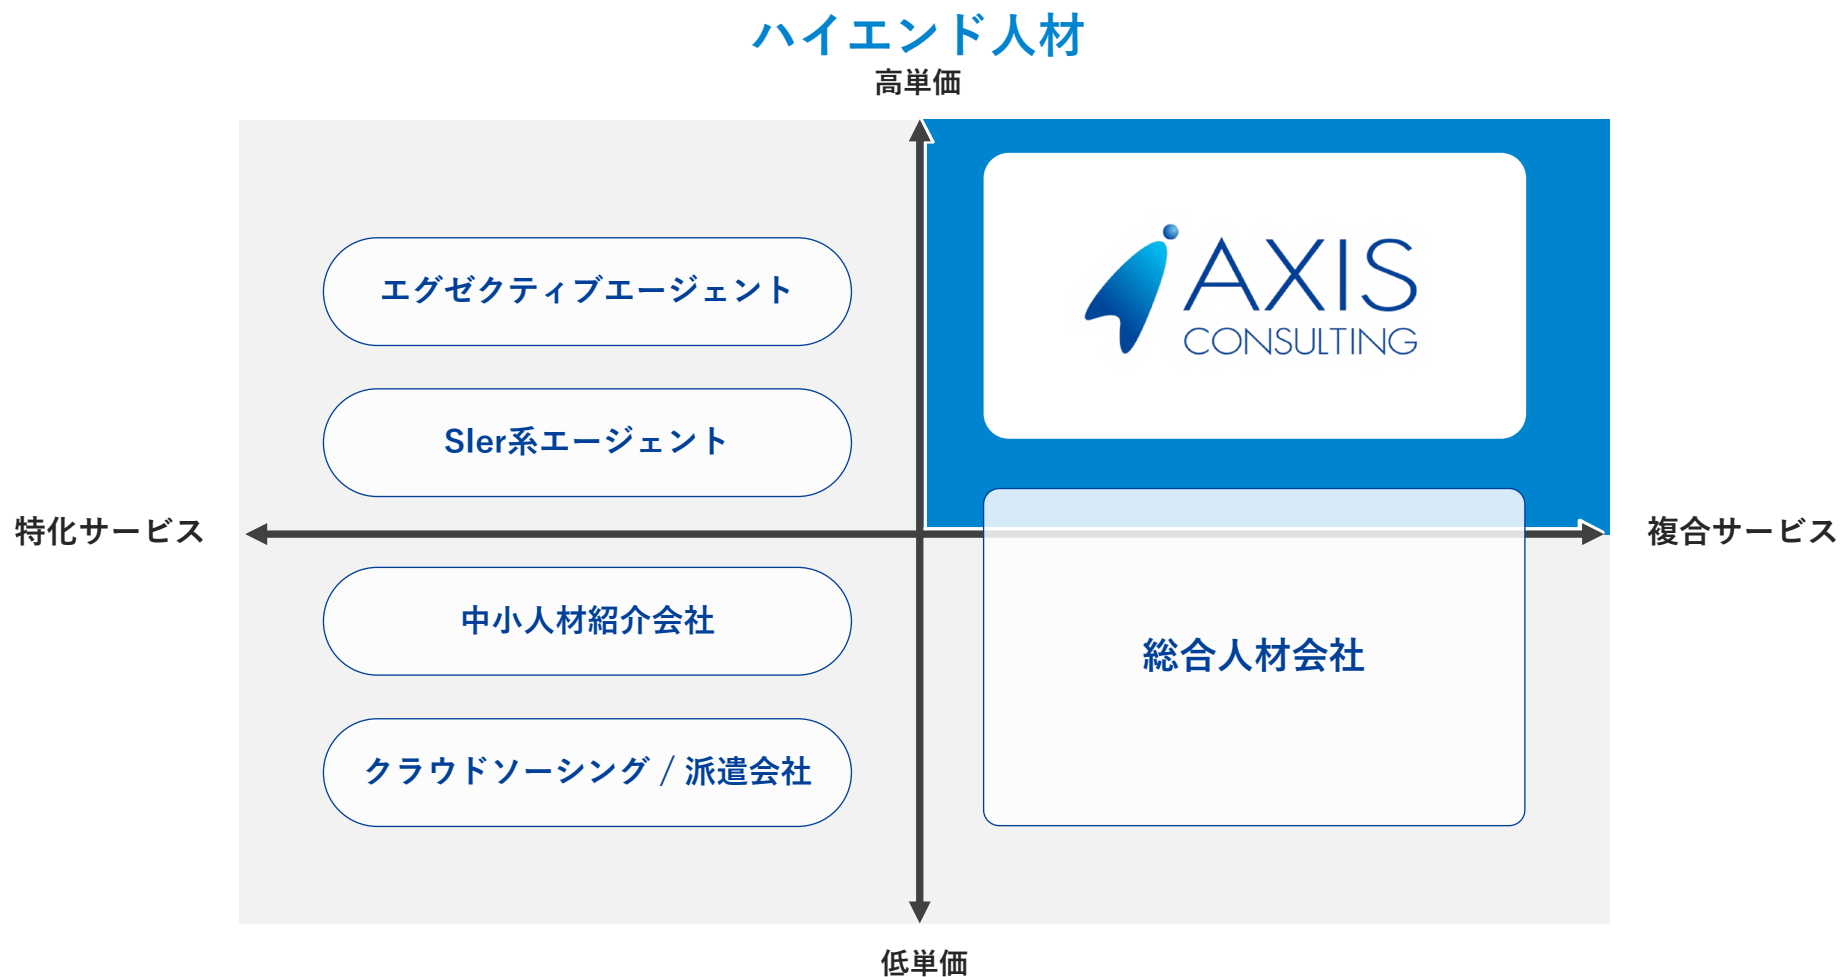 ハイエンド人材
高単価
エグゼクティブエージェント
AXIS
CONSULTING
SIer系エージェント
特化サービス
複合サービス
中小人材紹介会社
総合人材会社
クラウドソーシング / 派遣会社
低単価